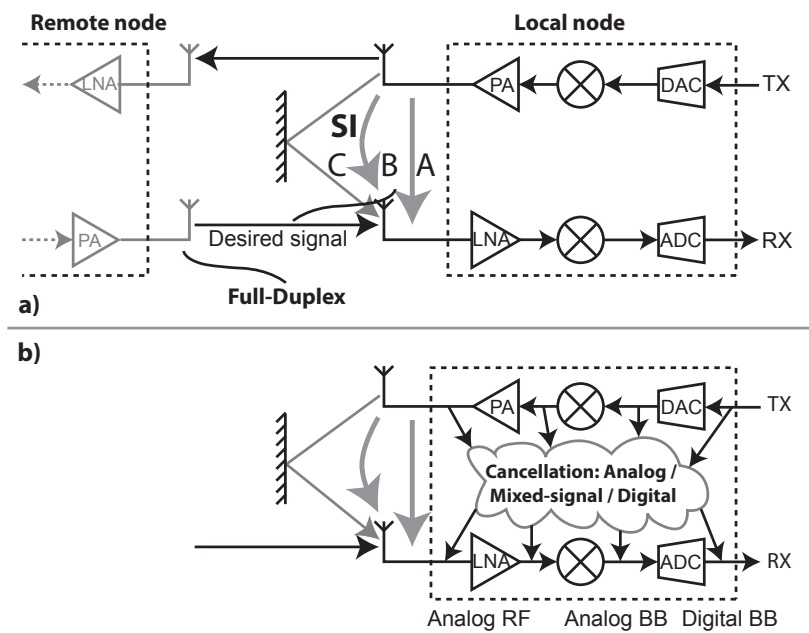 Remote node
Local node
LNA
PA
DAC
TX
SI
C
B
A
PA
Desired signal
LNA
ADC
RX
Full-Duplex
a)
b)
PA
DAC
TX
Cancellation: Analog /
Mixed-signal / Digital
LNA
ADC
RX
Analog RF
Analog BB
Digital BB